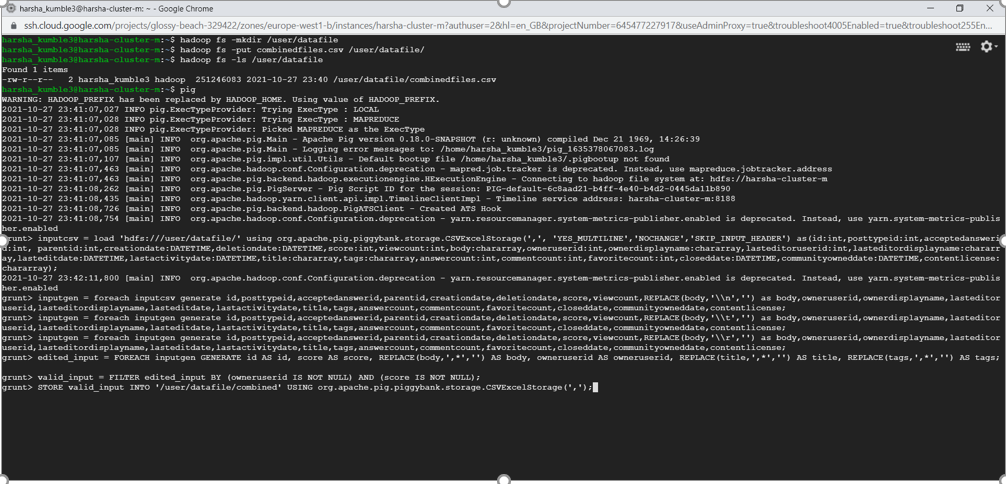 harsha_kumble3@harsha-cluster-m: ~ - Google Chrome
ssh.cloud.google.com/projects/glossy-beach-329422/zones/europe-west1-b/instances/harsha-cluster-m?authuser=2&hl=en_GB&projectNumber=645477227917&useAdminProxy=true&troubleshoot4005Enabled=true&troubleshoot255En...
harsha_kumble3@harsha-cluster-m:~$ hadoop fs -mkdir /user/datafile
harsha_kumble3@harsha-cluster-m:~$ hadoop fs -put combinedfiles.csv /user/datafile/
harsha_kumble3@harsha-cluster-m:~$ hadoop fs -ls /user/datafile
Found 1 items
-rw-r--r--   2 harsha_kumble3 hadoop  251246083 2021-10-27 23:40 /user/datafile/combinedfiles.csv
harsha_kumble3@harsha-cluster-m:~$ pig
WARNING: HADOOP_PREFIX has been replaced by HADOOP_HOME. Using value of HADOOP_PREFIX.
2021-10-27 23:41:07,027 INFO pig.ExecTypeProvider: Trying ExecType : LOCAL
2021-10-27 23:41:07,028 INFO pig.ExecTypeProvider: Trying ExecType : MAPREDUCE
2021-10-27 23:41:07,028 INFO pig.ExecTypeProvider: Picked MAPREDUCE as the ExecType
2021-10-27 23:41:07,085 [main] INFO  org.apache.pig.Main - Apache Pig version 0.18.0-SNAPSHOT (r: unknown) compiled Dec 21 1969, 14:26:39
2021-10-27 23:41:07,085 [main] INFO  org.apache.pig.Main - Logging error messages to: /home/harsha_kumble3/pig_1635378067083.log
2021-10-27 23:41:07,107 [main] INFO  org.apache.pig.impl.util.Utils - Default bootup file /home/harsha_kumble3/.pigbootup not found
2021-10-27 23:41:07,463 [main] INFO  org.apache.hadoop.conf.Configuration.deprecation - mapred.job.tracker is deprecated. Instead, use mapreduce.jobtracker.address
2021-10-27 23:41:07,463 [main] INFO  org.apache.pig.backend.hadoop.executionengine.HExecutionEngine - Connecting to hadoop file system at: hdfs://harsha-cluster-m
2021-10-27 23:41:08,262 [main] INFO  org.apache.pig.PigServer - Pig Script ID for the session: PIG-default-6c8aad21-b4ff-4e40-b4d2-0445da11b890
2021-10-27 23:41:08,435 [main] INFO  org.apache.hadoop.yarn.client.api.impl.TimelineClientImpl - Timeline service address: harsha-cluster-m:8188
2021-10-27 23:41:08,726 [main] INFO  org.apache.pig.backend.hadoop.PigATSClient - Created ATS Hook
2021-10-27 23:41:08,754 [main] INFO  org.apache.hadoop.conf.Configuration.deprecation - yarn.resourcemanager.system-metrics-publisher.enabled is deprecated. Instead, use yarn.system-metrics-publis
her.enabled
grunt> inputcsv = load 'hdfs:///user/datafile/' using org.apache.pig.piggybank.storage.CSVExcelStorage(',', 'YES_MULTILINE','NOCHANGE','SKIP_INPUT_HEADER') as(id:int,posttypeid:int,acceptedansweri
d:int, parentid:int,creationdate:DATETIME,deletiondate:DATETIME,score:int,viewcount:int,body:chararray,owneruserid:int,ownerdisplayname:chararray,lasteditoruserid:int,lasteditordisplayname:chararr
ay,lasteditdate:DATETIME,lastactivitydate:DATETIME,title:chararray,tags:chararray,answercount:int,commentcount:int,favoritecount:int,closeddate:DATETIME,communityowneddate:DATETIME,contentlicense:
chararray);
2021-10-27 23:42:11,800 [main] INFO  org.apache.hadoop.conf.Configuration.deprecation - yarn.resourcemanager.system-metrics-publisher.enabled is deprecated. Instead, use yarn.system-metrics-publis
her.enabled
grunt> inputgen = foreach inputcsv generate id,posttypeid,acceptedanswerid,parentid,creationdate,deletiondate,score,viewcount,REPLACE(body,'\\n','') as body,owneruserid,ownerdisplayname,lasteditor
userid,lasteditordisplayname,lasteditdate,lastactivitydate,title,tags,answercount,commentcount,favoritecount,closeddate,communityowneddate,contentlicense;
grunt> inputgen = foreach inputgen generate id,posttypeid,acceptedanswerid,parentid,creationdate,deletiondate,score,viewcount,REPLACE(body,'\\t','') as body,owneruserid,ownerdisplayname,lasteditor
userid,lasteditordisplayname,lasteditdate,lastactivitydate,title,tags,answercount,commentcount,favoritecount,closeddate,communityowneddate,contentlicense;
grunt> inputgen = foreach inputgen generate id,posttypeid,acceptedanswerid,parentid,creationdate,deletiondate,score,viewcount,REPLACE(body,'\\r','') as body,owneruserid,ownerdisplayname,lasteditor
userid,lasteditordisplayname,lasteditdate,lastactivitydate,title,tags,answercount,commentcount,favoritecount,closeddate,communityowneddate,contentlicense;
grunt> edited_input = FOREACH inputgen GENERATE id AS id, score AS score, REPLACE(body,',*','') AS body, owneruserid AS owneruserid, REPLACE(title,',*','') AS title, REPLACE(tags,',*','') AS tags;
grunt> valid_input = FILTER edited_input BY (owneruserid IS NOT NULL) AND (score IS NOT NULL);
grunt> STORE valid_input INTO '/user/datafile/combined' USING org.apache.pig.piggybank.storage.CSVExcelStorage(',');